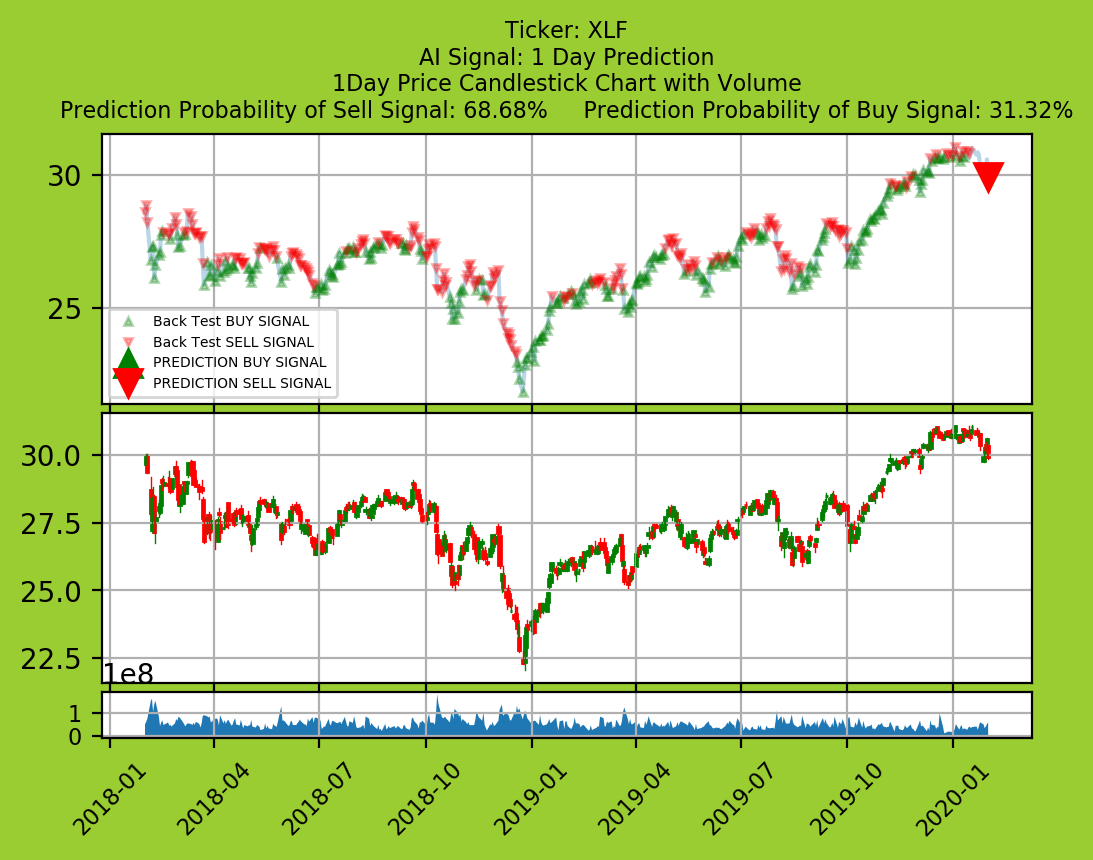 Ticker: XLF
AI Signal: 1 Day Prediction
1Day Price Candlestick Chart with Volume
Prediction Probability of Sell Signal: 68.68%     Prediction Probability of Buy Signal: 31.32%
30
25
Back Test BUY SIGNAL
Back Test SELL SIGNAL
PREDICTION BUY SIGNAL
PREDICTION SELL SIGNAL
30.0
27.5
25.0
22.5
1e8
1
0
2018-01 2018-04 2018-07 2018-10 2019-01 2019-04 2019-07 2019-10 2020-01